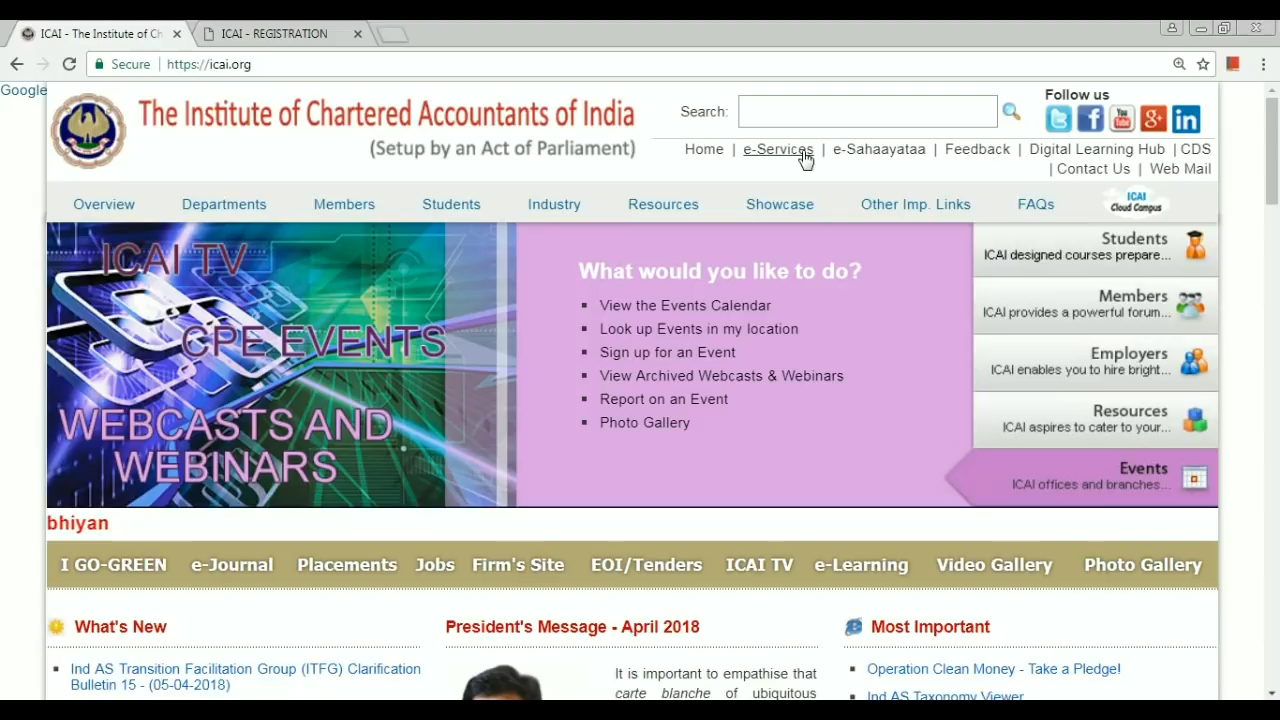 ICAI - The Institute of Ch
ICAI - REGISTRATION
Secure | https://icai.org
Google
The Institute of Chartered Accountants of India
(Setup by an Act of Parliament)
Search:
Follow us
You Tube
Home | e-Services | e-Sahaayataa | Feedback | Digital Learning Hub | CDS
| Contact Us | Web Mail
Overview Departments Members Students Industry Resources Showcase Other Imp. Links FAQs ICAI Cloud Campus
ICAI TV
CPE EVENTS
WEBCASTS AND
WEBINARS
What would you like to do?
View the Events Calendar
Look up Events in my location
Sign up for an Event
View Archived Webcasts & Webinars
Report on an Event
Photo Gallery
Students
ICAI designed courses prepare...
Members
ICAI provides a powerful forum...
Employers
ICAI enables you to hire bright...
Resources
ICAI aspires to cater to your...
Events
ICAI offices and branches...
bhiyan
I GO-GREEN e-Journal Placements Jobs Firm's Site EOI/Tenders ICAI TV e-Learning Video Gallery Photo Gallery
What's New
Ind AS Transition Facilitation Group (ITFG) Clarification
Bulletin 15 - (05-04-2018)
President's Message - April 2018
It is important to empathise that
carte blanche of ubiquitous
Most Important
Operation Clean Money - Take a Pledge!
Ind AS Taxonomy Viewer